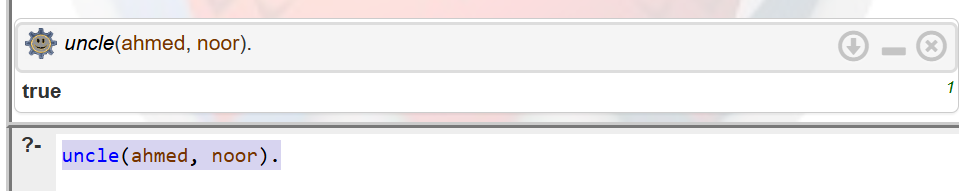 uncle(ahmed, noor).
true
1
?- uncle(ahmed, noor).